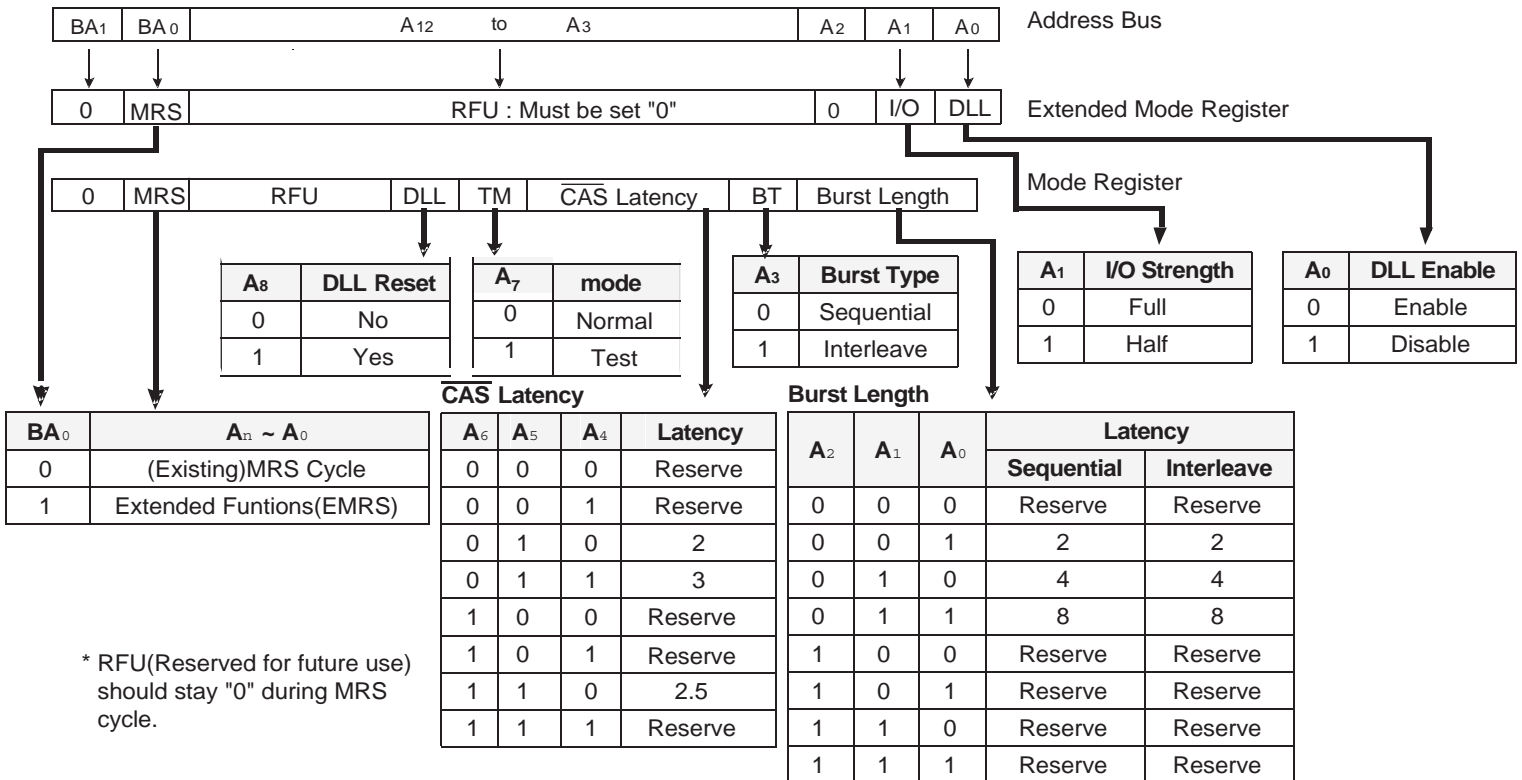 BA1 BA0 A12 to A3 A2 A1 A0 Address Bus
0 MRS RFU : Must be set "0" 0 I/O DLL Extended Mode Register
Mode Register
0 MRS RFU DLL TM CAS Latency BT Burst Length
A8 DLL Reset
0 No
1 Yes
A7 mode
0 Normal
1 Test
A3 Burst Type
0 Sequential
1 Interleave
A1 I/O Strength
0 Full
1 Half
A0 DLL Enable
0 Enable
1 Disable
BA0 An ~ A0
0 (Existing)MRS Cycle
1 Extended Funtions(EMRS)
* RFU(Reserved for future use)
should stay "0" during MRS
cycle.
CAS Latency
A6 A5 A4 Latency
0 0 0 Reserve
0 0 1 Reserve
0 1 0 2
0 1 1 3
1 0 0 Reserve
1 0 1 Reserve
1 1 0 2.5
1 1 1 Reserve
Burst Length
A2 A1 A0 Latency
Sequential Interleave
0 0 0 Reserve Reserve
0 0 1 2 2
0 1 0 4 4
0 1 1 8 8
1 0 0 Reserve Reserve
1 0 1 Reserve Reserve
1 1 0 Reserve Reserve
1 1 1 Reserve Reserve